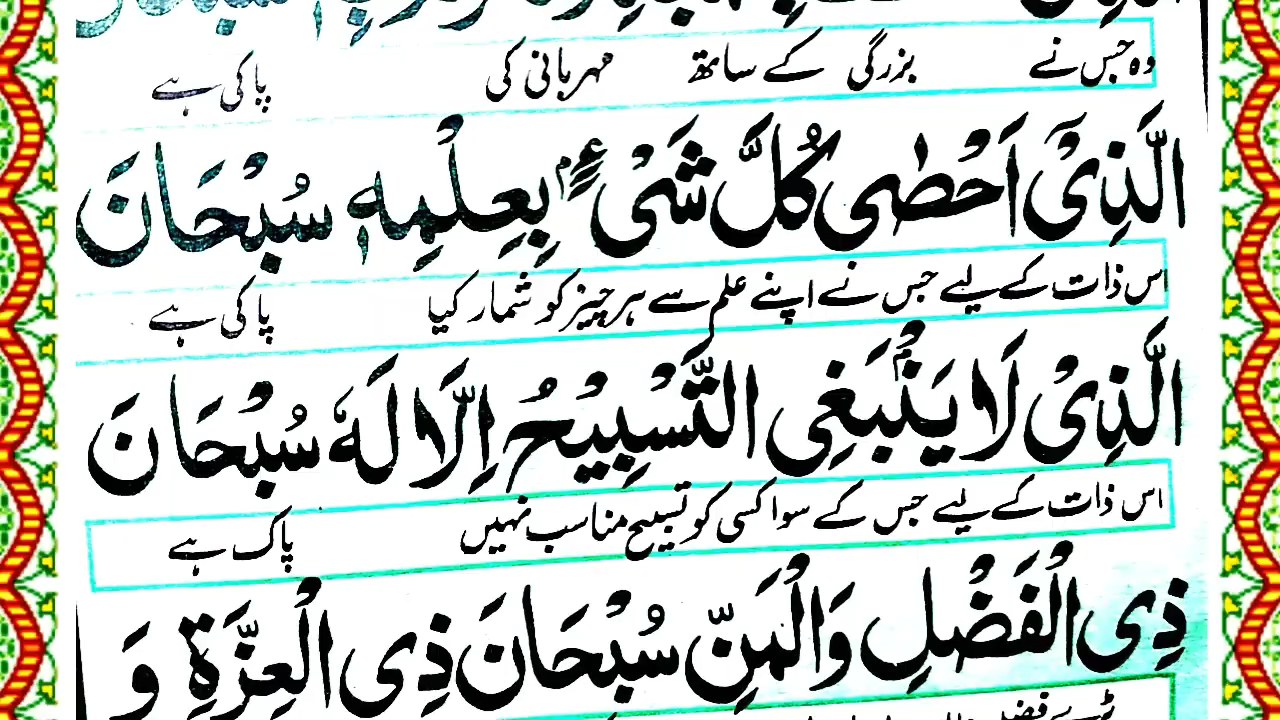 وہ جس نے بزرگی کے ساتھ مہربانی کی پاکی ہے
الَّذِیْۤ اَحْصٰی كُلَّ شَیْءٍۭ بِعِلْمِهٖ سُبْحَانَ
اس ذات کے لیے جس نے اپنے علم سے ہر چیز کو شمار کیا پاکی ہے
الَّذِیْ لَا یَنْۢبَغِی التَّسْبِیْحُ اِلَّا لَهٗ سُبْحَانَ
اس ذات کے لیے جس کے سوا کسی کو تسبیح مناسب نہیں پاک ہے
ذِی الْفَضْلِ وَالْمَنِّ سُبْحَانَ ذِی الْعِزَّةِ وَ